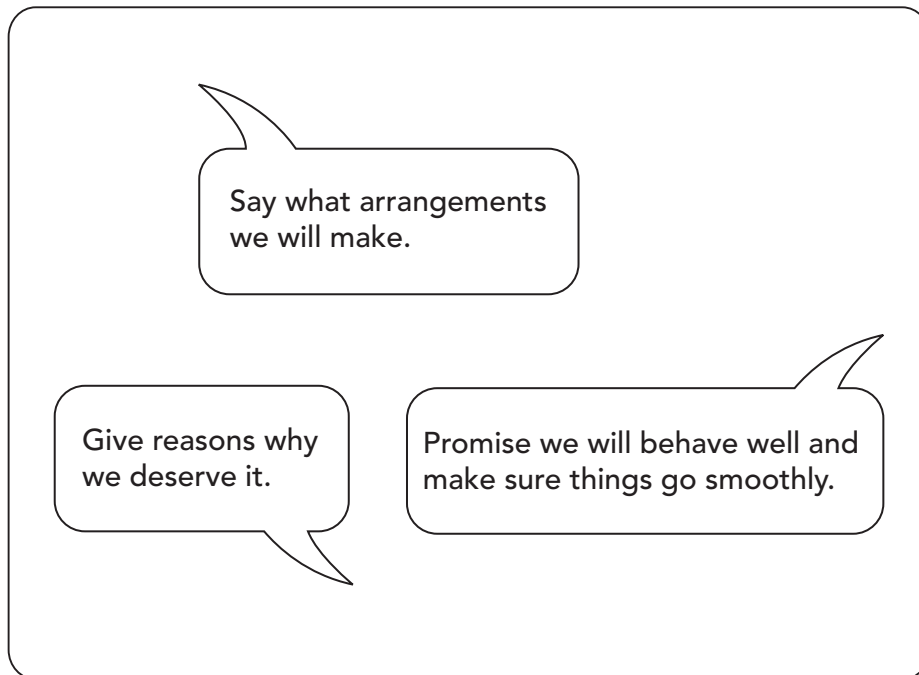 Say what arrangements
we will make.
Give reasons why
we deserve it.
Promise we will behave well and
make sure things go smoothly.